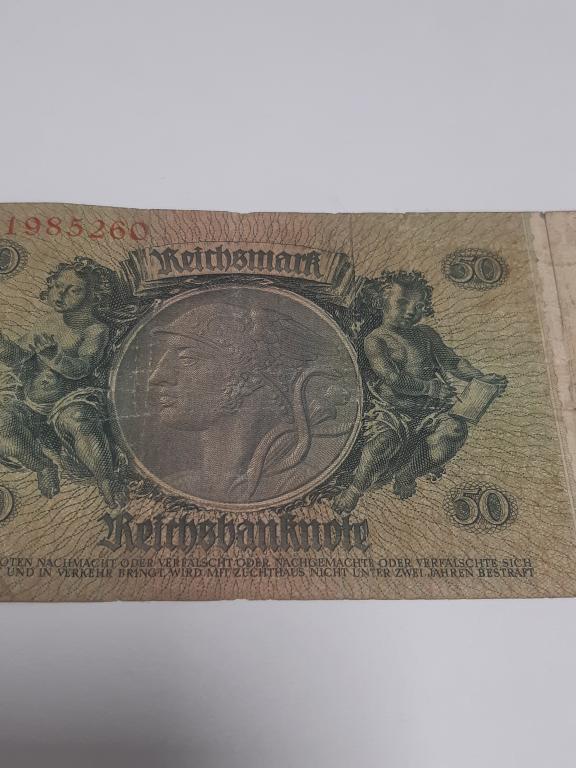 1985260
Reichsmark
50
Reichsbanknote
50
NACHMACHT ODER VERFÄLSCHT ODER NACHGEMACHTE ODER VERFÄLSCHTE SICH
UND IN VERKEHR BRINGT, WIRD MIT ZUCHTHAUS NICHT UNTER ZWEI JAHREN BESTRAFT